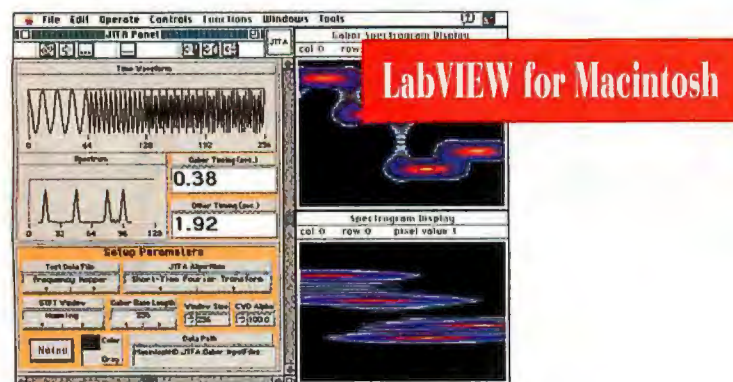 File Edit Operate Controls Functions Windows Tools
JTFA Panel
JTFA
Time Waveform
0 64 128 192 256
Spectrum
0 32 64 96 128
Gabor Timing (sec.)
0.38
Other Timing (sec.)
1.92
Setup Parameters
Test Data File
Frequency Hopper
JTFA Algorithm
Short-Time Fourier Transform
STFT Window
Hamming
Gabor Basis Length
256
Window Size
256
CVD Alpha
100.0
Color
Gray
Data Path
Gabor Spectrogram Display
col 0 row
LabVIEW for Macintosh
Spectrogram Display
col 0 row 0 pixel value 1